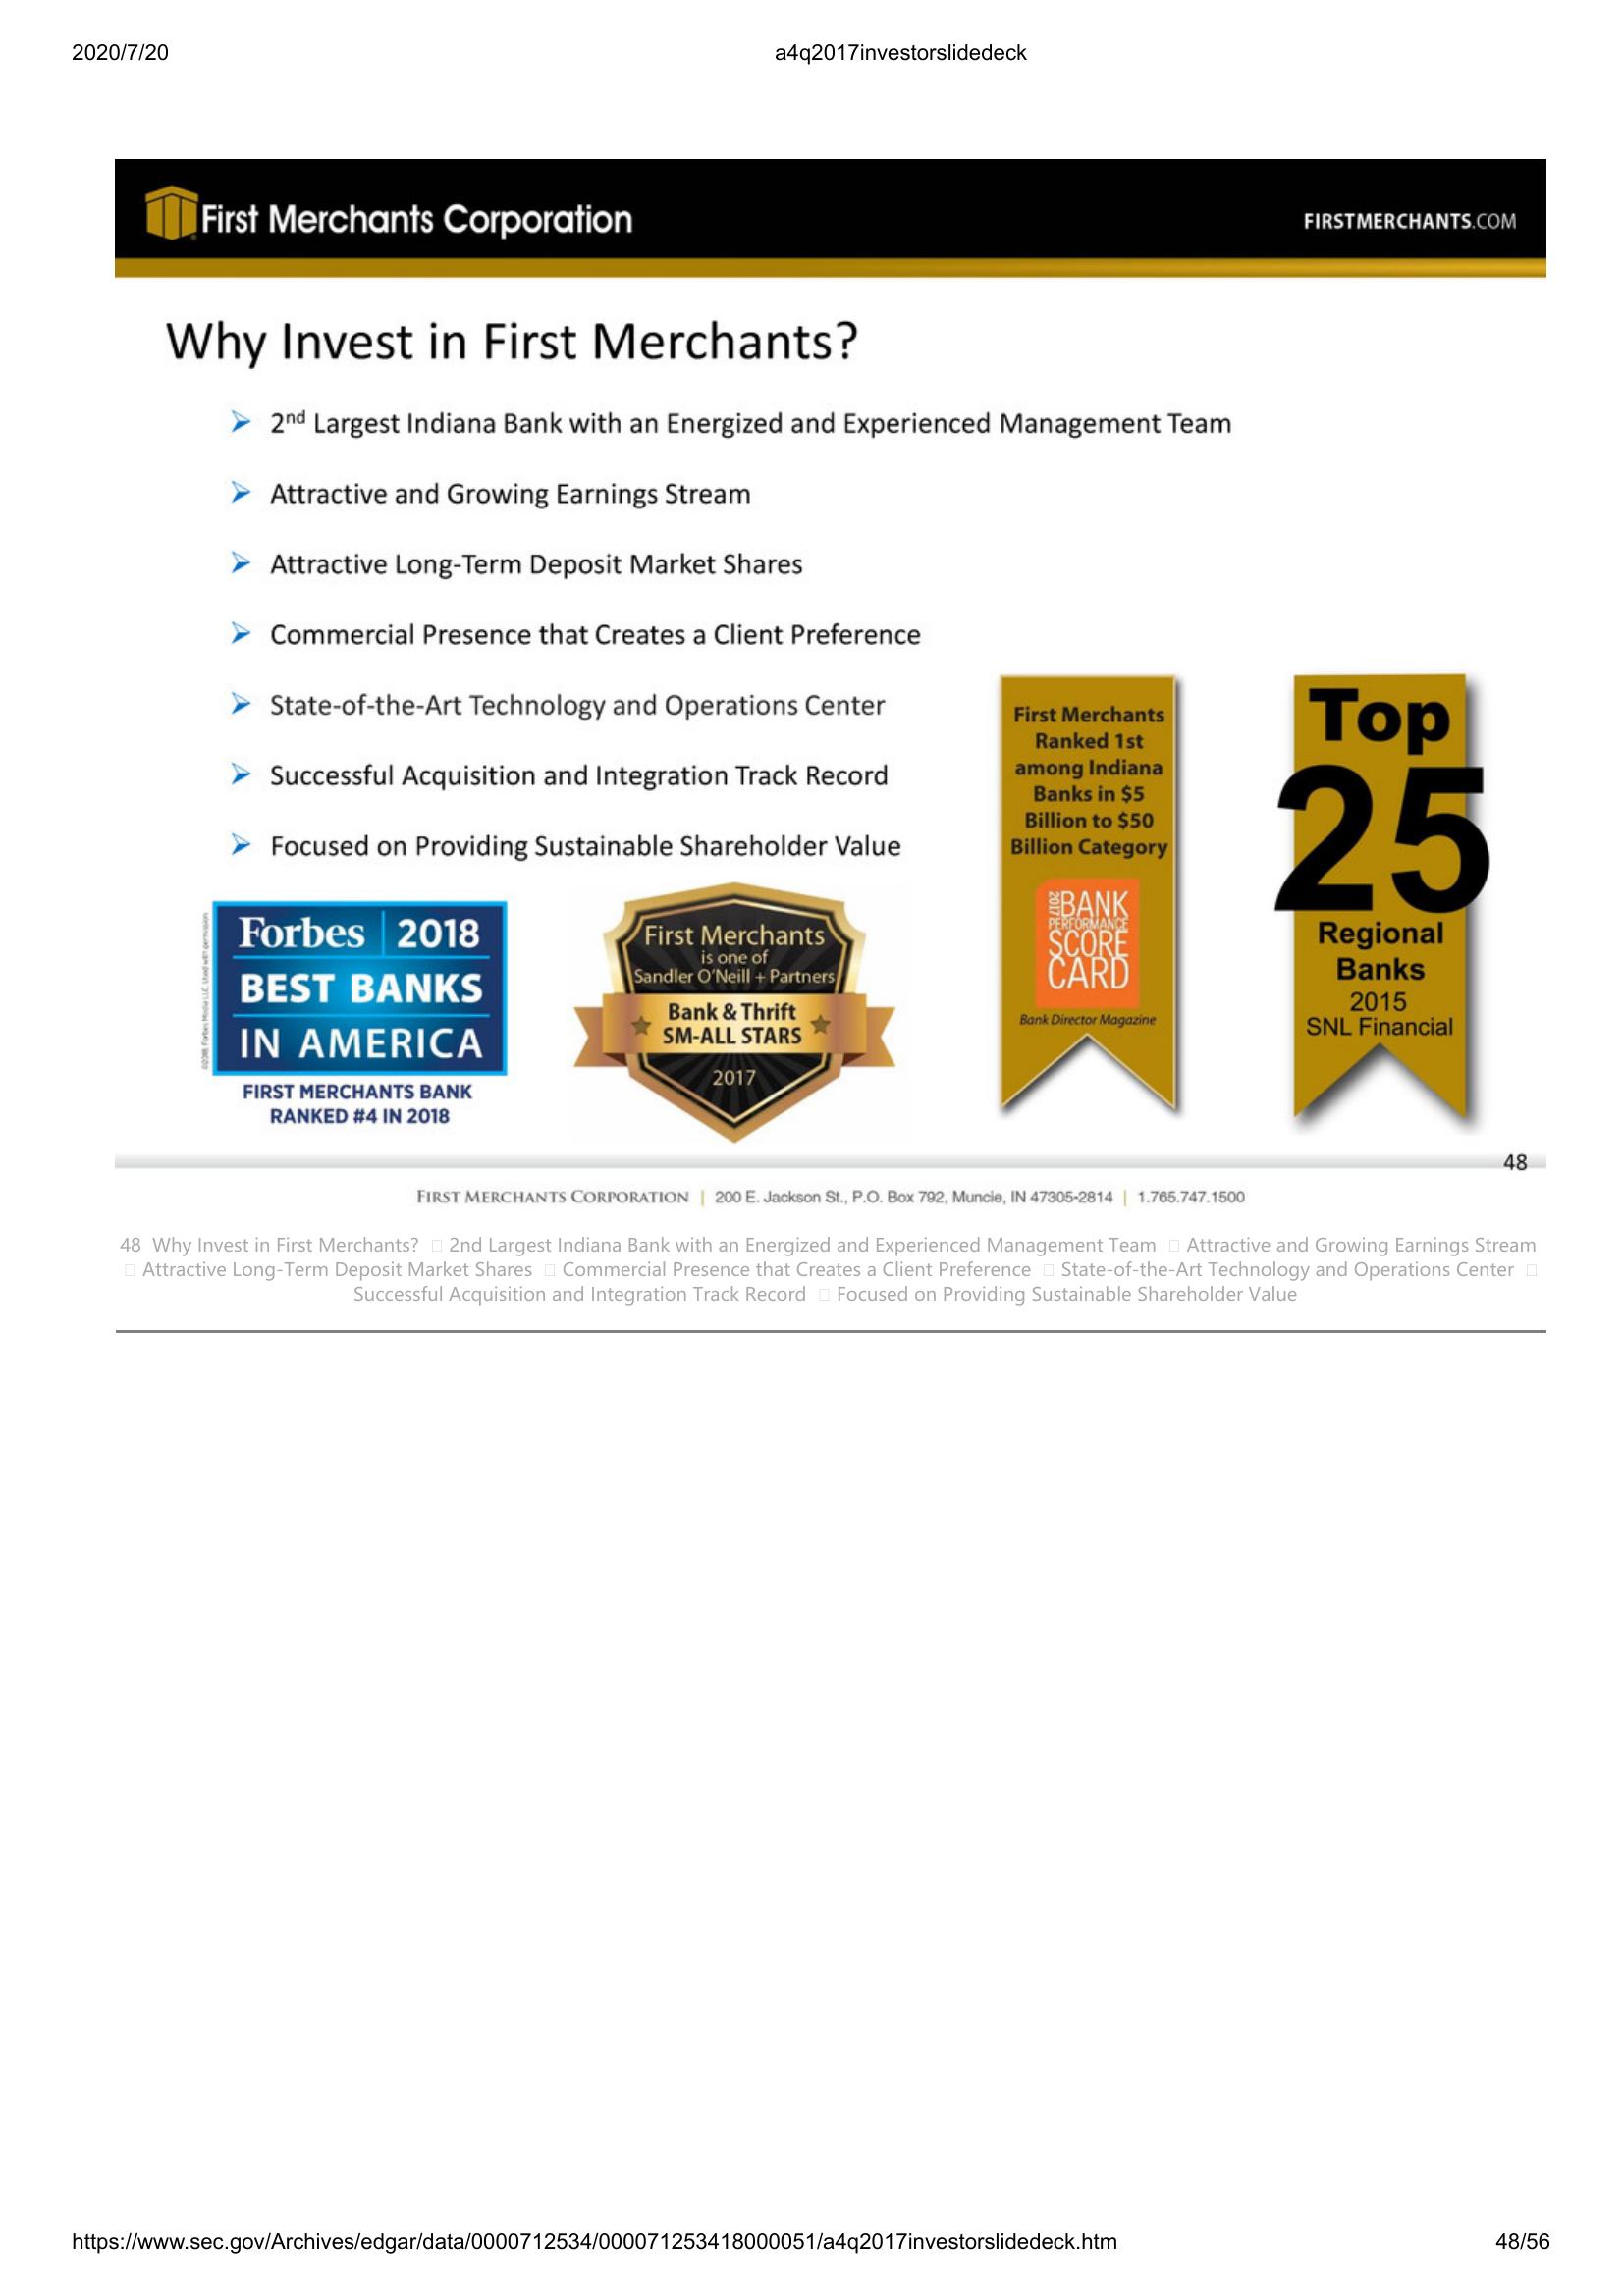 2020/7/20
a4q2017investorslidedeck
First Merchants Corporation
FIRSTMERCHANTS.COM
Why Invest in First Merchants?
➢ 2nd Largest Indiana Bank with an Energized and Experienced Management Team
➢ Attractive and Growing Earnings Stream
➢ Attractive Long-Term Deposit Market Shares
➢ Commercial Presence that Creates a Client Preference
➢ State-of-the-Art Technology and Operations Center
➢ Successful Acquisition and Integration Track Record
➢ Focused on Providing Sustainable Shareholder Value
©2018, Forbes Media LLC. Used with permission
Forbes 2018
BEST BANKS
IN AMERICA
FIRST MERCHANTS BANK
RANKED #4 IN 2018
First Merchants
is one of
Sandler O'Neill + Partners
Bank & Thrift
SM-ALL STARS
2017
First Merchants
Ranked 1st
among Indiana
Banks in $5
Billion to $50
Billion Category
2017 BANK
PERFORMANCE
SCORE
CARD
Bank Director Magazine
Top
25
Regional
Banks
2015
SNL Financial
48
FIRST MERCHANTS CORPORATION | 200 E. Jackson St., P.O. Box 792, Muncie, IN 47305-2814 | 1.765.747.1500
48 Why Invest in First Merchants? 2nd Largest Indiana Bank with an Energized and Experienced Management Team Attractive and Growing Earnings Stream
Attractive Long-Term Deposit Market Shares Commercial Presence that Creates a Client Preference State-of-the-Art Technology and Operations Center
Successful Acquisition and Integration Track Record Focused on Providing Sustainable Shareholder Value
https://www.sec.gov/Archives/edgar/data/0000712534/000071253418000051/a4q2017investorslidedeck.htm
48/56